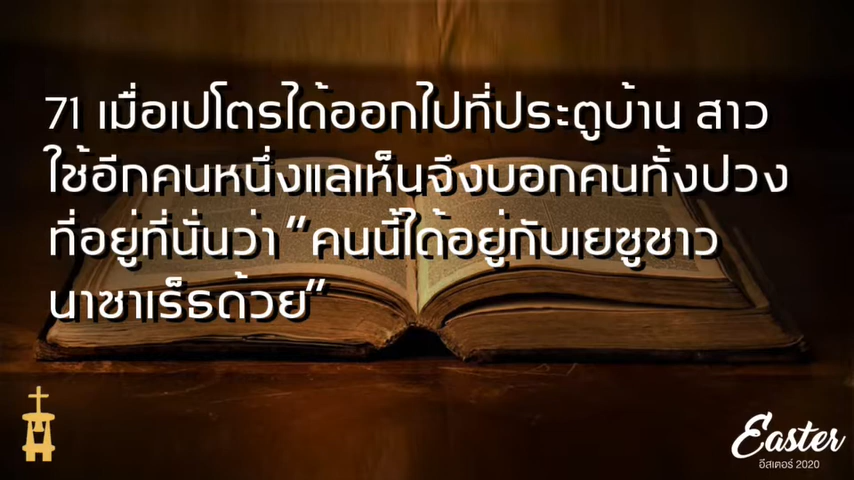 71 เมื่อเปโตรได้ออกไปที่ประตูบ้าน สาว
ใช้อีกคนหนึ่งแลเห็นจึงบอกคนทั้งปวง
ที่อยู่ที่นั่นว่า “คนนี้ได้อยู่กับเยซูชาว
นาซาเร็ธด้วย”
Easter
อีสเตอร์ 2020